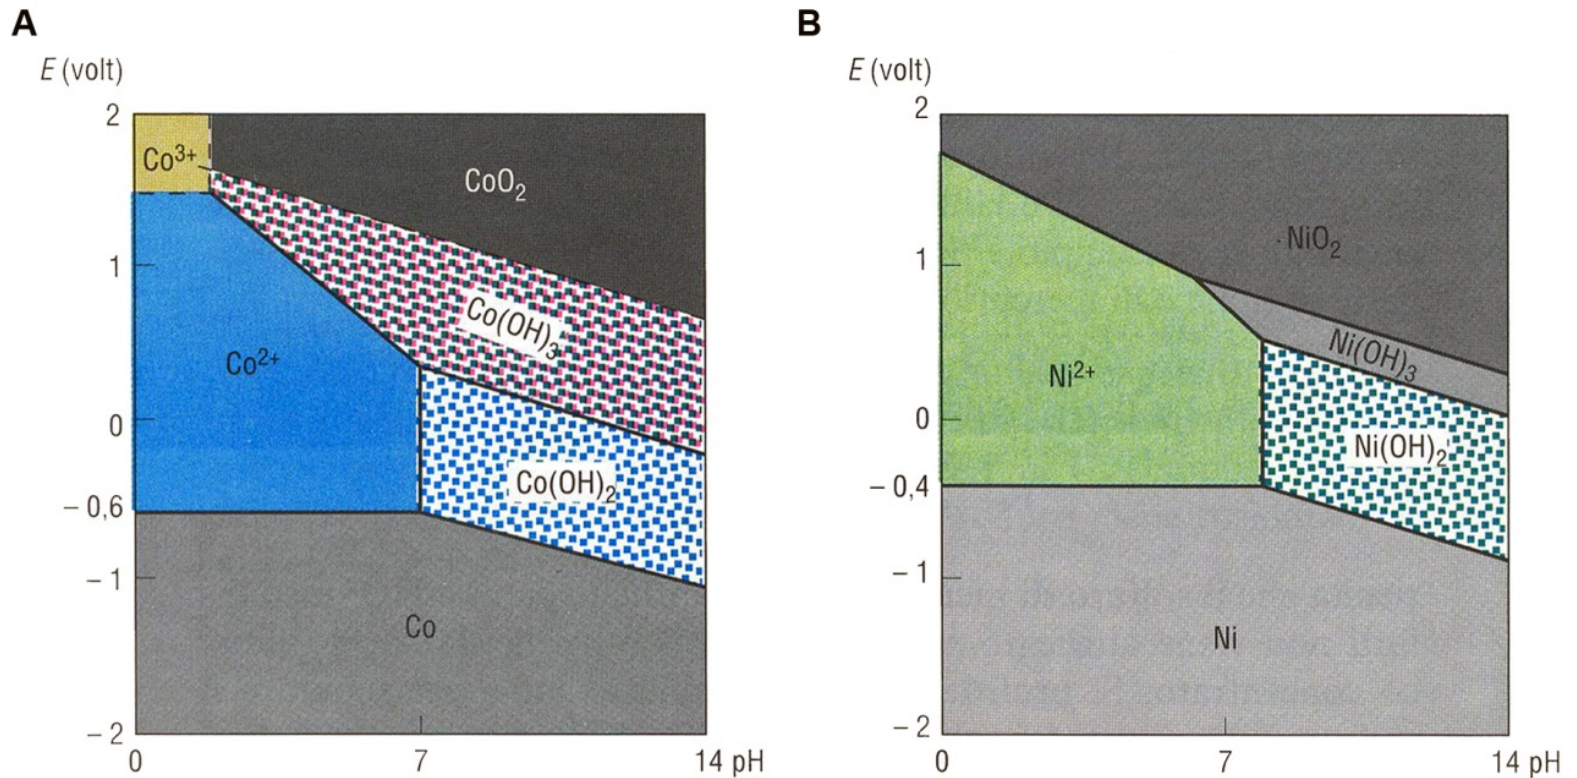 A
E (volt)
2
1
0
– 0,6
– 1
– 2
0
7
14 pH
Co³⁺
CoO₂
Co(OH)₃
Co²⁺
Co(OH)₂
Co
B
E (volt)
2
1
0
– 0,4
– 1
– 2
0
7
14 pH
NiO₂
Ni(OH)₃
Ni²⁺
Ni(OH)₂
Ni